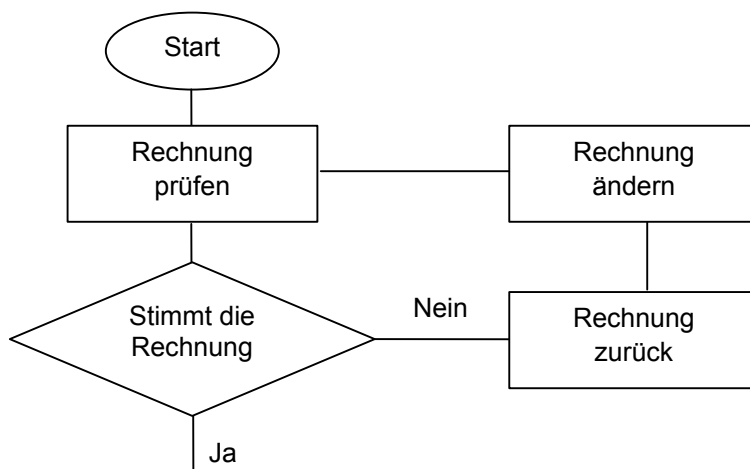 Start
Rechnung
prüfen
Rechnung
ändern
Stimmt die
Rechnung
Nein
Rechnung
zurück
Ja